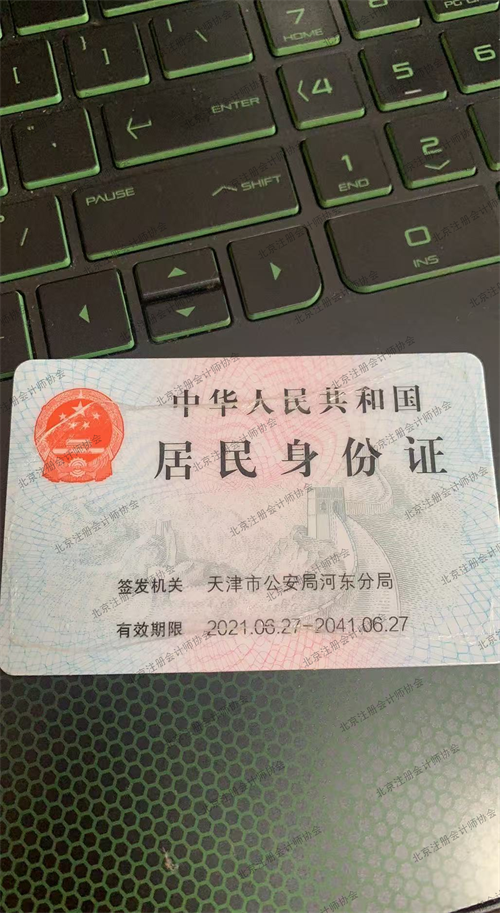 7
HOME
PG
[
]
\
|
ENTER
4
5
6
PAUSE
SHIFT
1
END
2
/
0
INS
中华人民共和国
居民身份证
签发机关 天津市公安局河东分局
有效期限 2021.06.27-2041.06.27
北京注册会计师协会